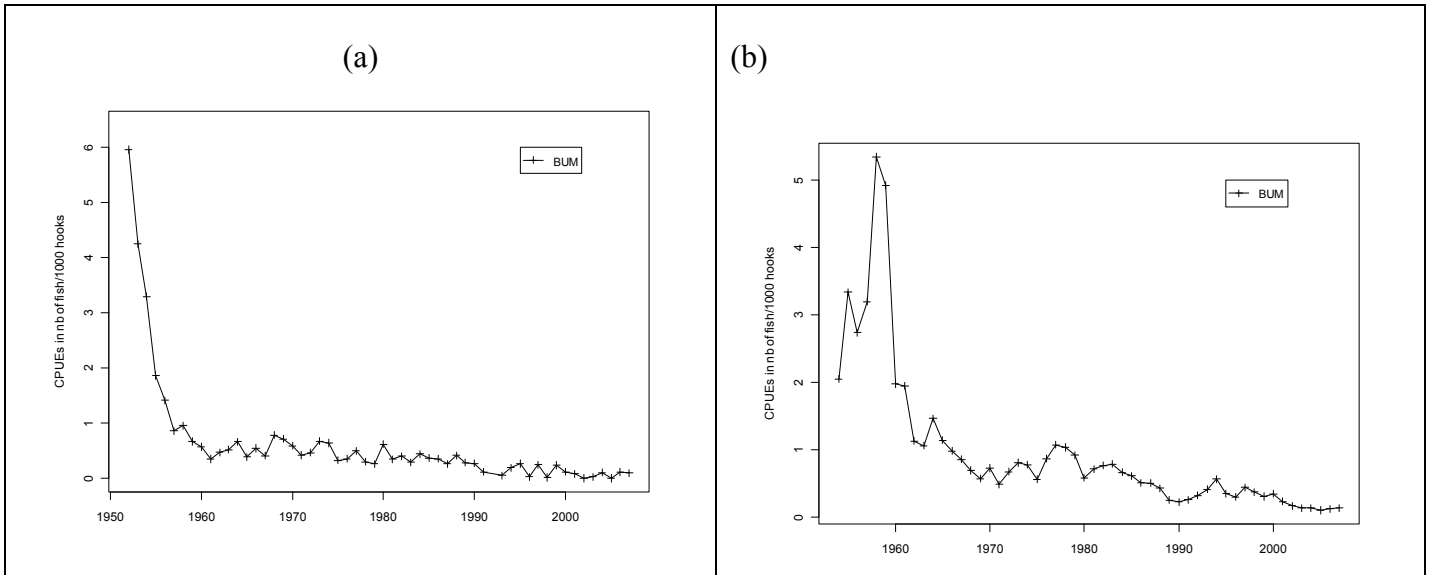 (a)
(b)
CPUEs in nb of fish/1000 hooks
0 1 2 3 4 5 6
BUM
1950 1960 1970 1980 1990 2000
CPUEs in nb of fish/1000 hooks
0 1 2 3 4 5
BUM
1960 1970 1980 1990 2000